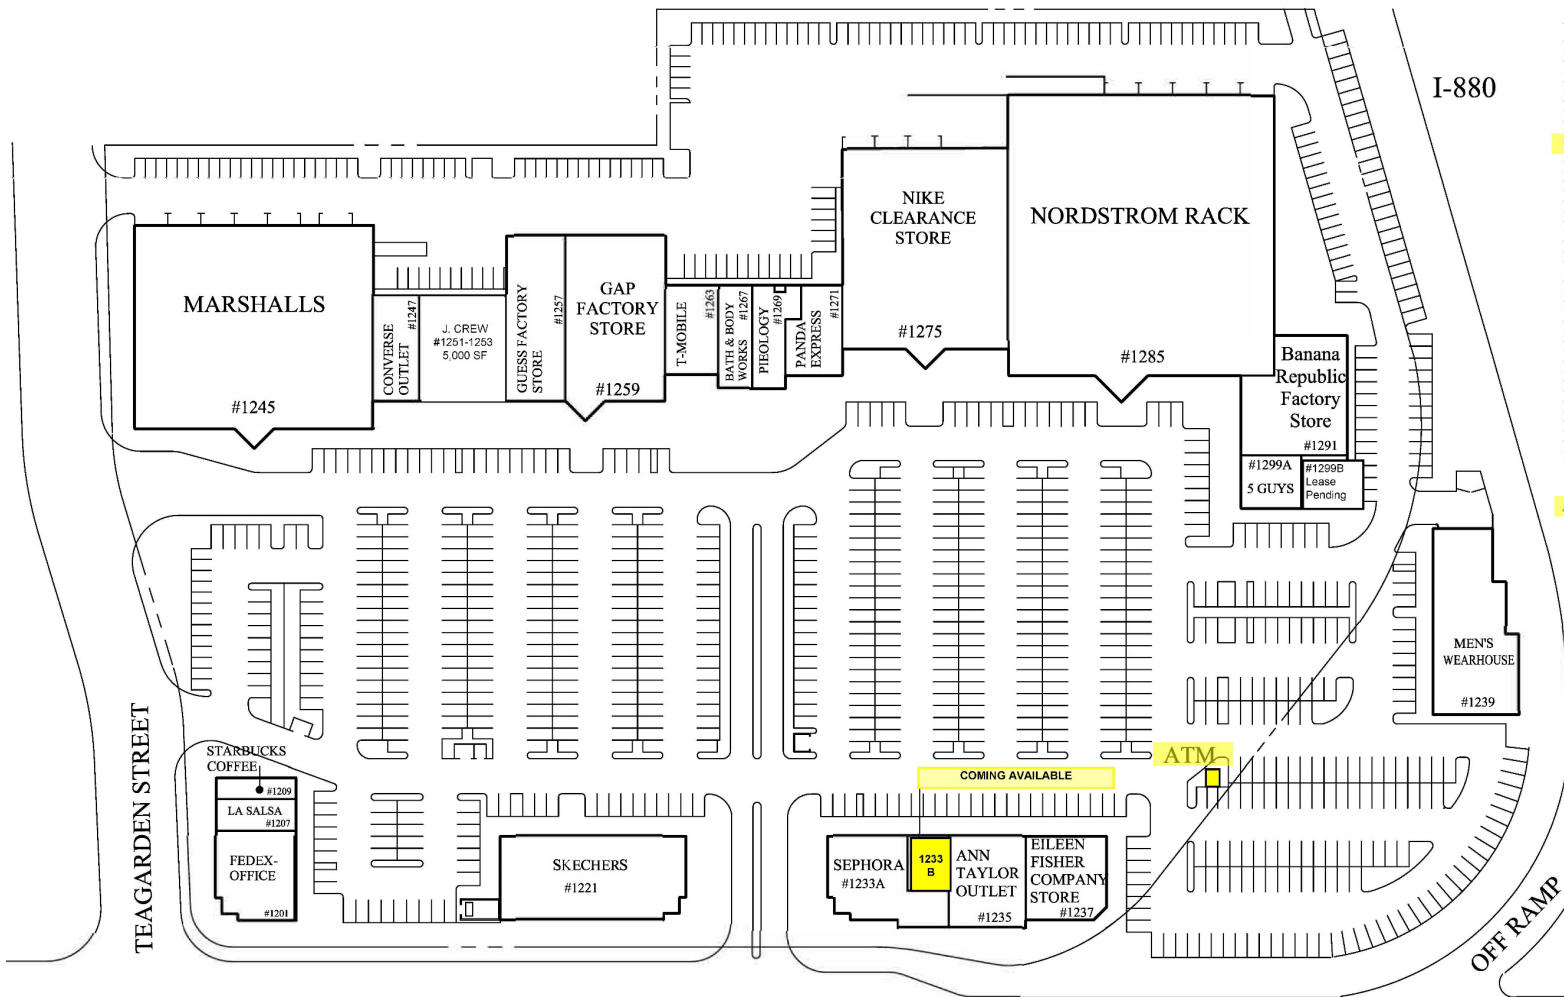 I-880
NIKE
CLEARANCE
STORE
#1275
NORDSTROM RACK
#1285
MARSHALLS
#1245
CONVERSE
OUTLET
#1247
J. CREW
#1251-1253
5,000 SF
GUESS FACTORY
STORE
#1257
GAP
FACTORY
STORE
#1259
T-MOBILE
#1263
BATH & BODY
WORKS
#1267
PIEOLOGY
#1269
PANDA
EXPRESS
#1271
Banana
Republic
Factory
Store
#1291
#1299A
5 GUYS
#1299B
Lease
Pending
MEN'S
WEARHOUSE
#1239
TEAGARDEN STREET
STARBUCKS
COFFEE
#1209
LA SALSA
#1207
FEDEX-
OFFICE
#1201
SKECHERS
#1221
COMING AVAILABLE
ATM
SEPHORA
#1233A
1233
B
ANN
TAYLOR
OUTLET
#1235
EILEEN
FISHER
COMPANY
STORE
#1237
OFF RAMP